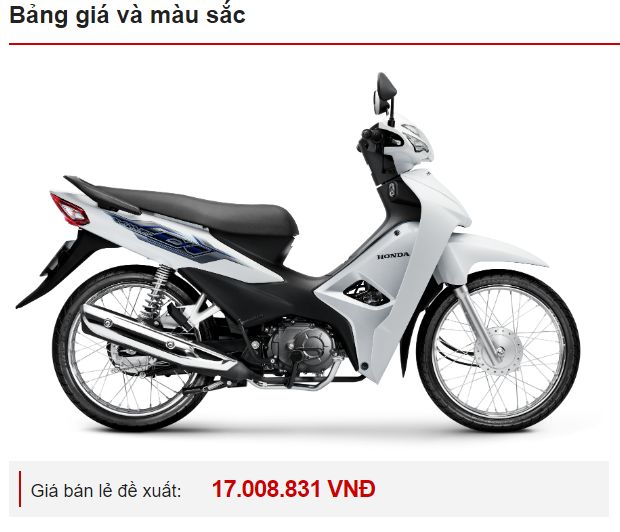 Bảng giá và màu sắc
HONDA
Giá bán lẻ đề xuất: 17.008.831 VNĐ